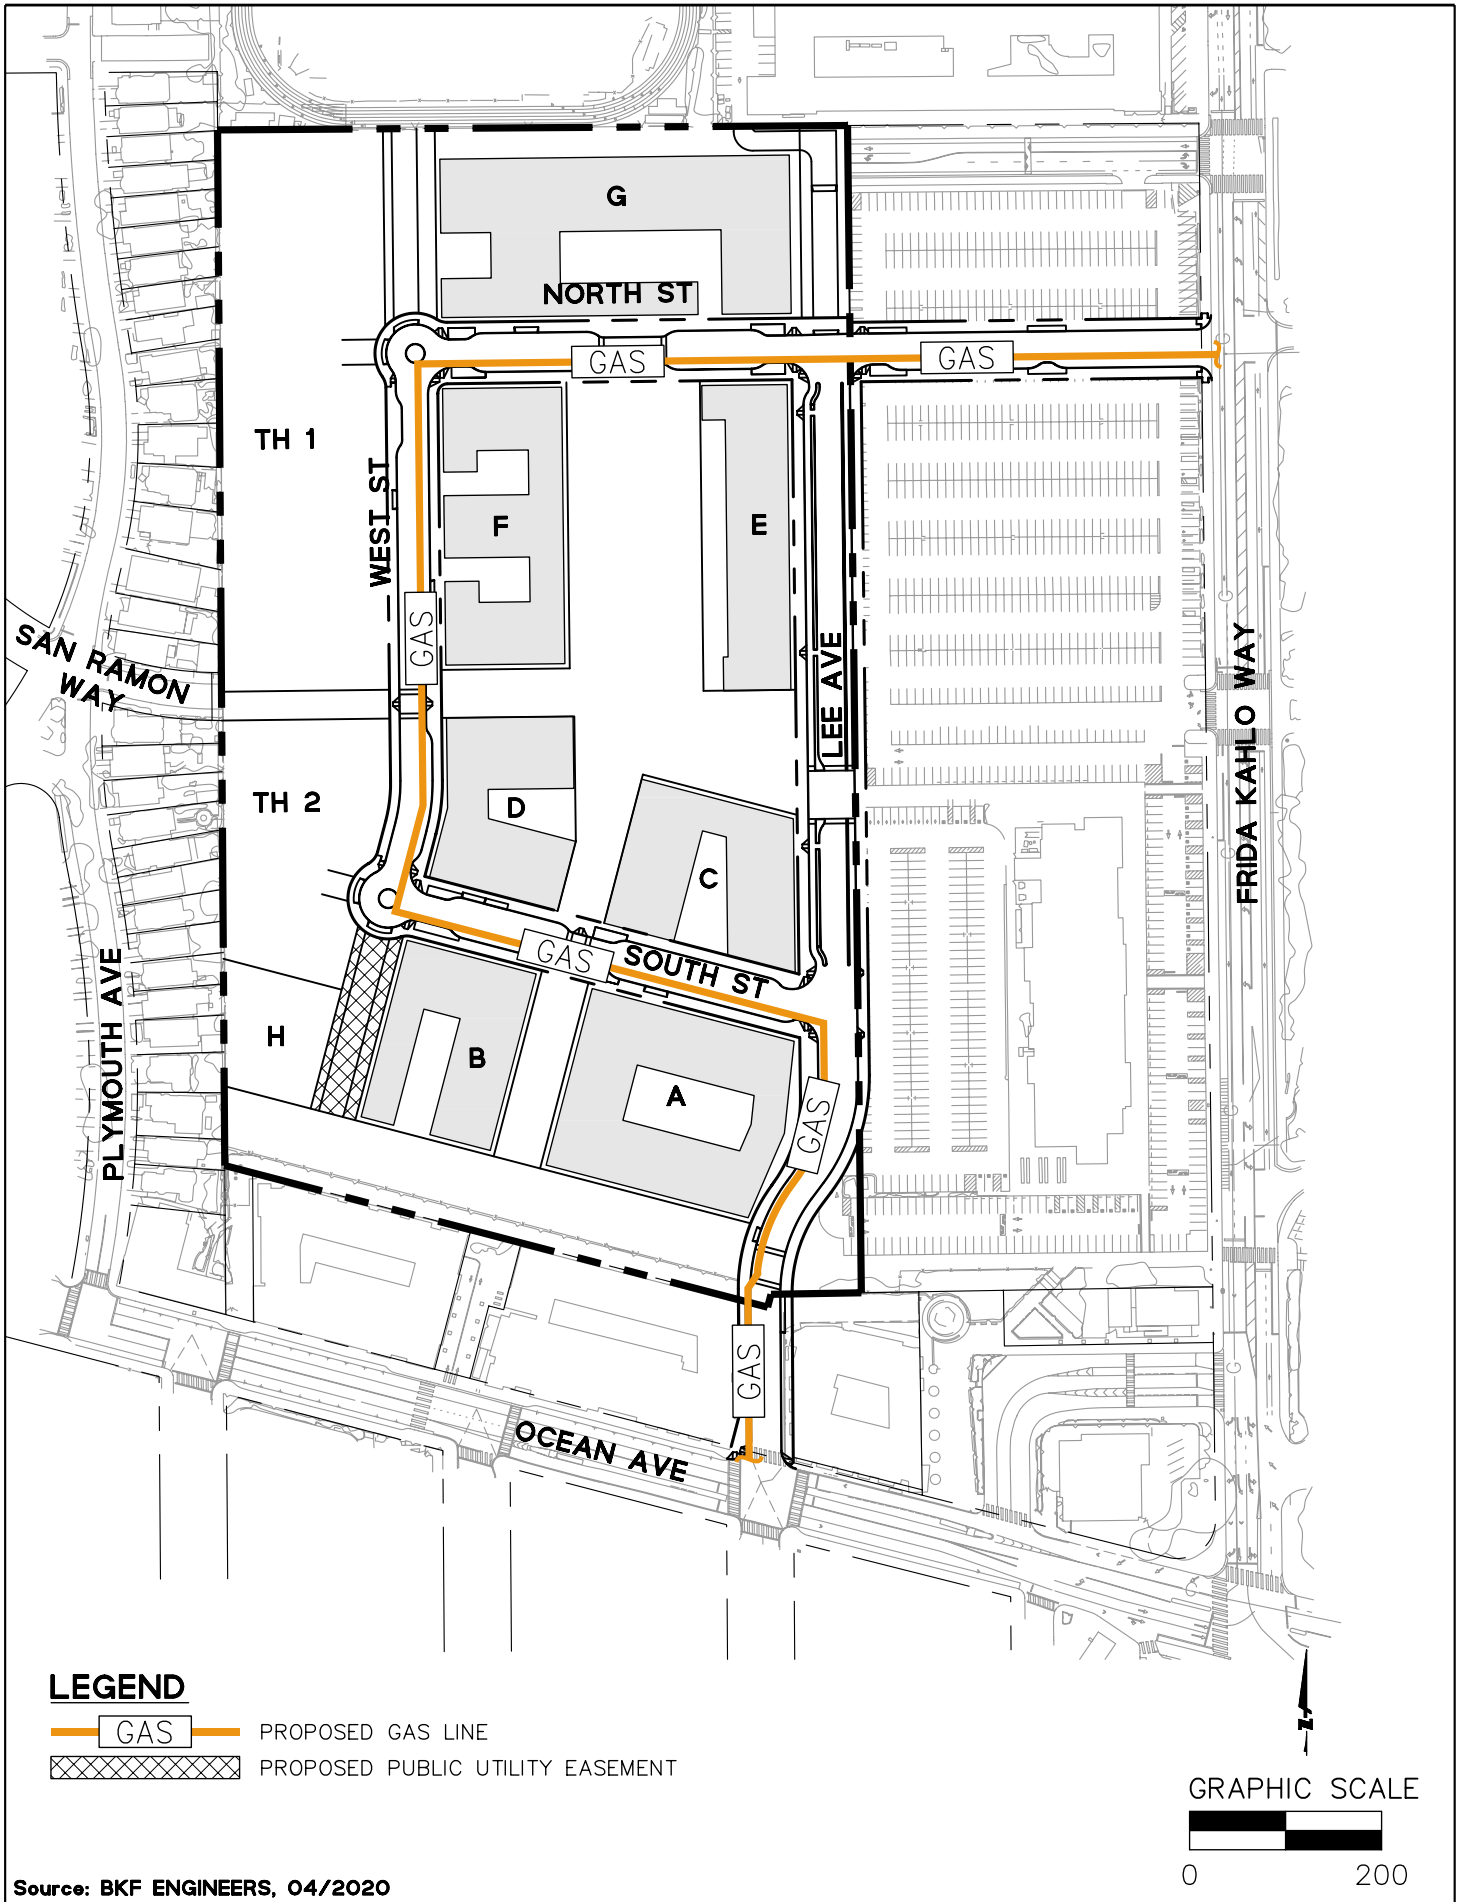 G
NORTH ST
GAS
GAS
TH 1
WEST ST
F
E
GAS
SAN RAMON
WAY
LEE AVE
FRIDA KAHLO WAY
TH 2
D
C
GAS
SOUTH ST
PLYMOUTH AVE
H
B
A
GAS
GAS
OCEAN AVE
LEGEND
GAS PROPOSED GAS LINE
PROPOSED PUBLIC UTILITY EASEMENT
GRAPHIC SCALE
0 200
Source: BKF ENGINEERS, 04/2020